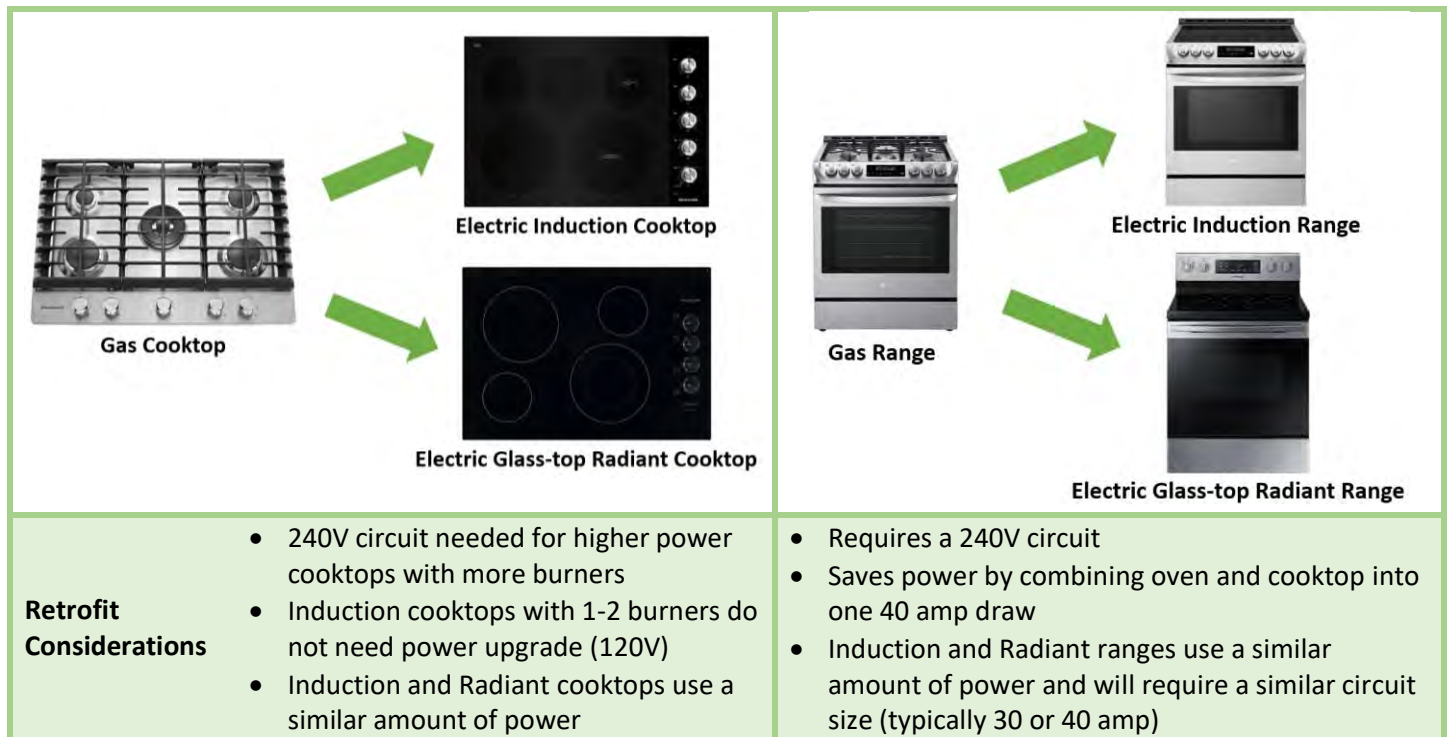 Electric Induction Cooktop
Gas Cooktop
Electric Glass-top Radiant Cooktop
Electric Induction Range
Gas Range
Electric Glass-top Radiant Range
Retrofit
Considerations
• 240V circuit needed for higher power
cooktops with more burners
• Induction cooktops with 1-2 burners do
not need power upgrade (120V)
• Induction and Radiant cooktops use a
similar amount of power
• Requires a 240V circuit
• Saves power by combining oven and cooktop into
one 40 amp draw
• Induction and Radiant ranges use a similar
amount of power and will require a similar circuit
size (typically 30 or 40 amp)